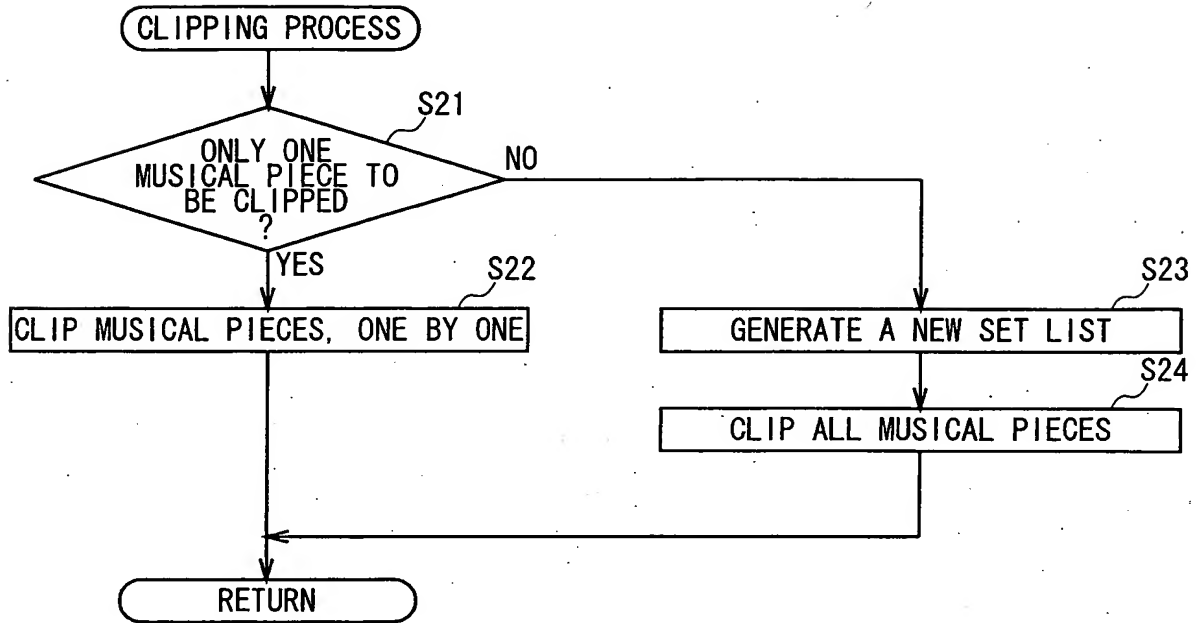 CLIPPING PROCESS
S21
ONLY ONE
MUSICAL PIECE TO
BE CLIPPED
?
NO
YES
S22
CLIP MUSICAL PIECES, ONE BY ONE
S23
GENERATE A NEW SET LIST
S24
CLIP ALL MUSICAL PIECES
RETURN